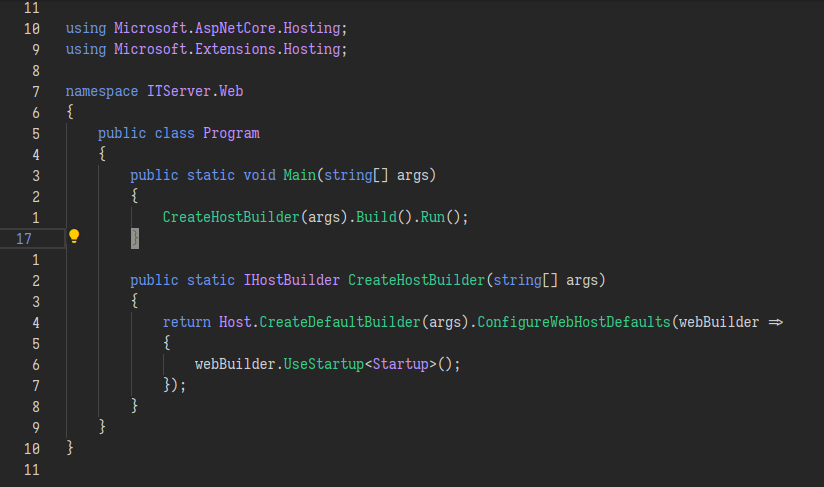 11
10 using Microsoft.AspNetCore.Hosting;
9 using Microsoft.Extensions.Hosting;
8
7 namespace ITServer.Web
6 {
5 public class Program
4 {
3 public static void Main(string[] args)
2 {
1 CreateHostBuilder(args).Build().Run();
17 }
1
2 public static IHostBuilder CreateHostBuilder(string[] args)
3 {
4 return Host.CreateDefaultBuilder(args).ConfigureWebHostDefaults(webBuilder =>
5 {
6 webBuilder.UseStartup<Startup>();
7 });
8 }
9 }
10 }
11